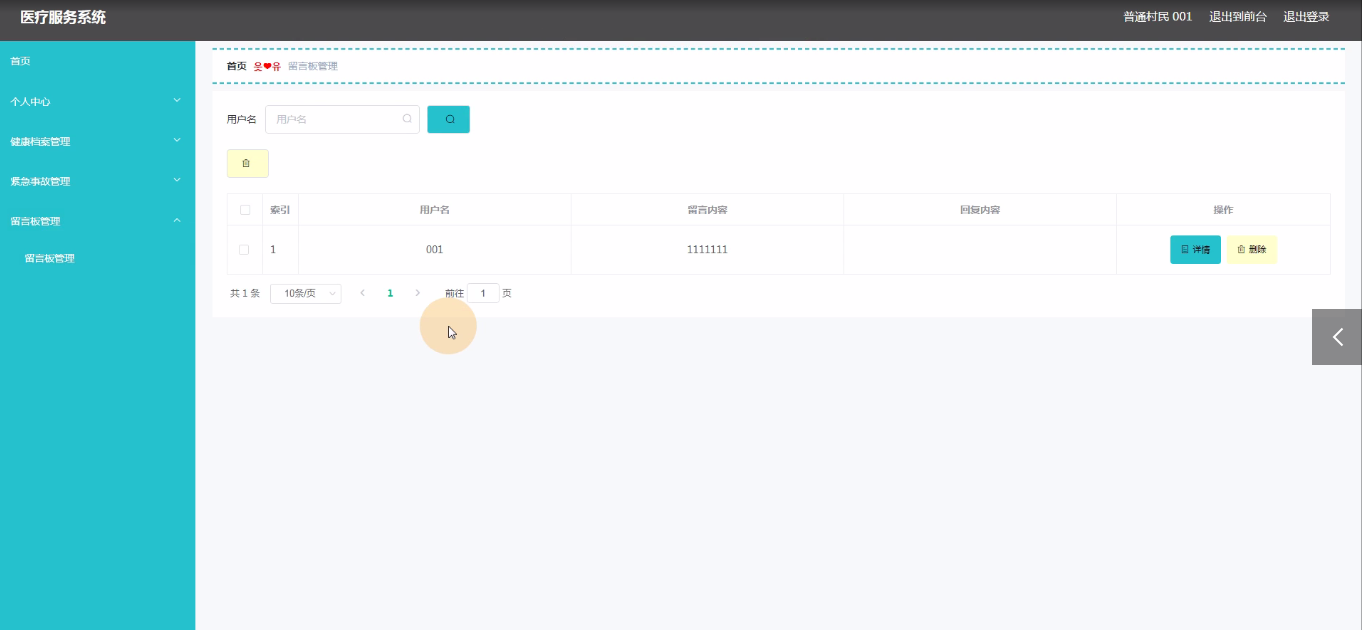 医疗服务系统
普通村民 001 退出到前台 退出登录
首页
个人中心
健康档案管理
紧急事故管理
留言板管理
留言板管理
首页 웃❤유 留言板管理
用户名 用户名
索引 用户名 留言内容 回复内容 操作
1 001 1111111 详情 删除
共 1 条 10条/页 1 前往 1 页